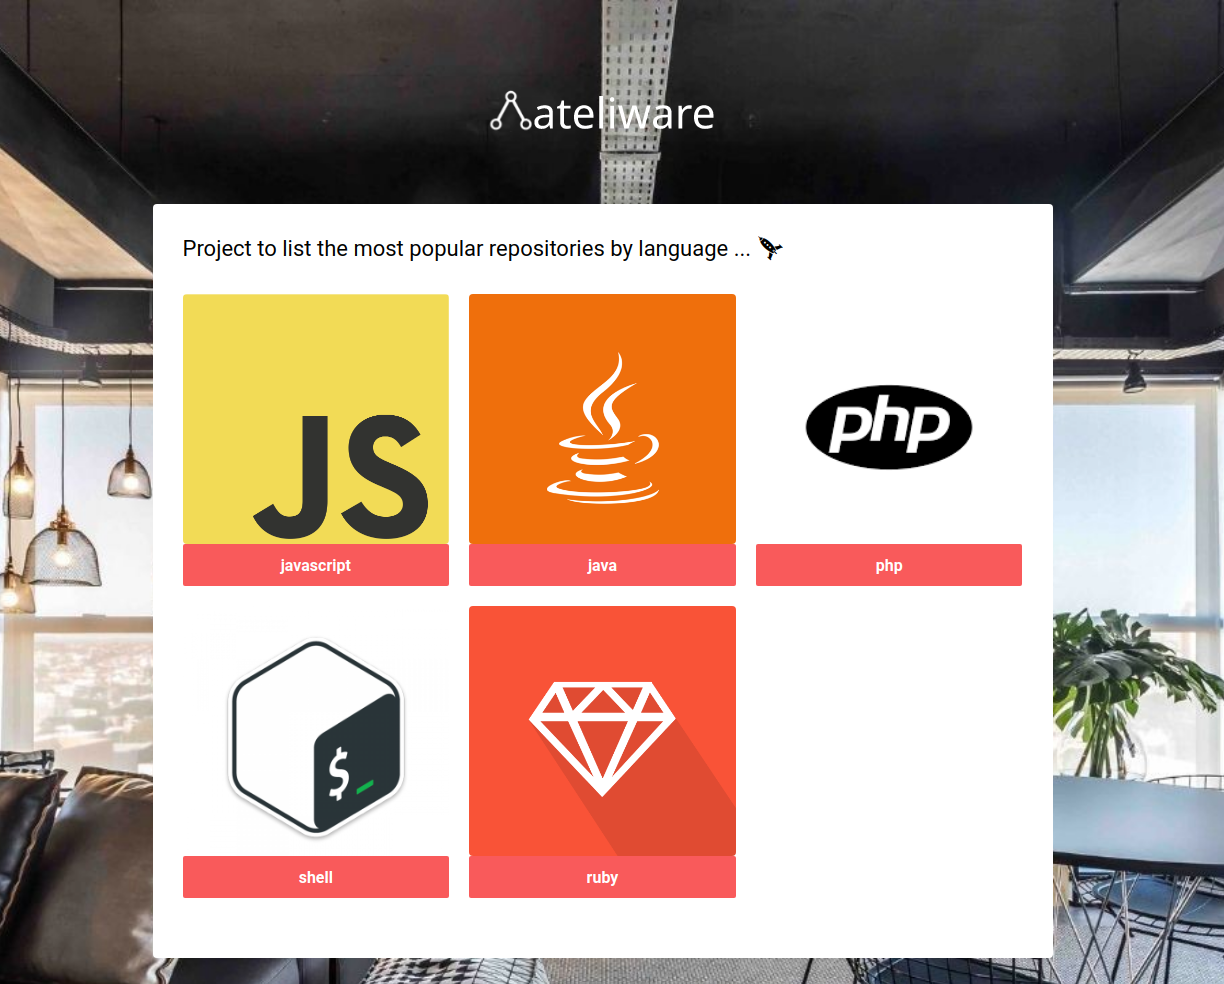 ateliware
Project to list the most popular repositories by language ...
JS
php
javascript
java
php
$_
shell
ruby